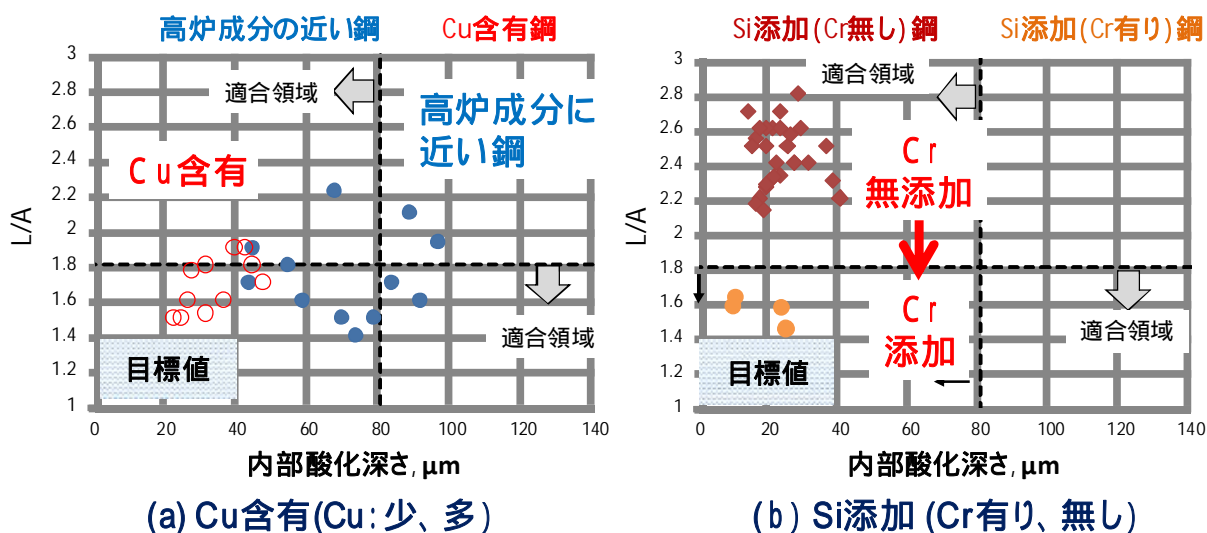 高炉成分の近い鋼
Cu含有鋼
3
2.8
2.6
2.4
2.2
2
1.8
1.6
1.4
1.2
1
L/A
適合領域
高炉成分に
近い鋼
Cu含有
適合領域
目標値
0
20
40
60
80
100
120
140
内部酸化深さ, μm
(a) Cu含有(Cu:少、多)
Si添加(Cr無し)鋼
Si添加(Cr有り)鋼
3
2.8
2.6
2.4
2.2
2
1.8
1.6
1.4
1.2
1
L/A
適合領域
Cr
無添加
Cr
添加
適合領域
目標値
0
20
40
60
80
100
120
140
内部酸化深さ, μm
(b) Si添加(Cr有り、無し)